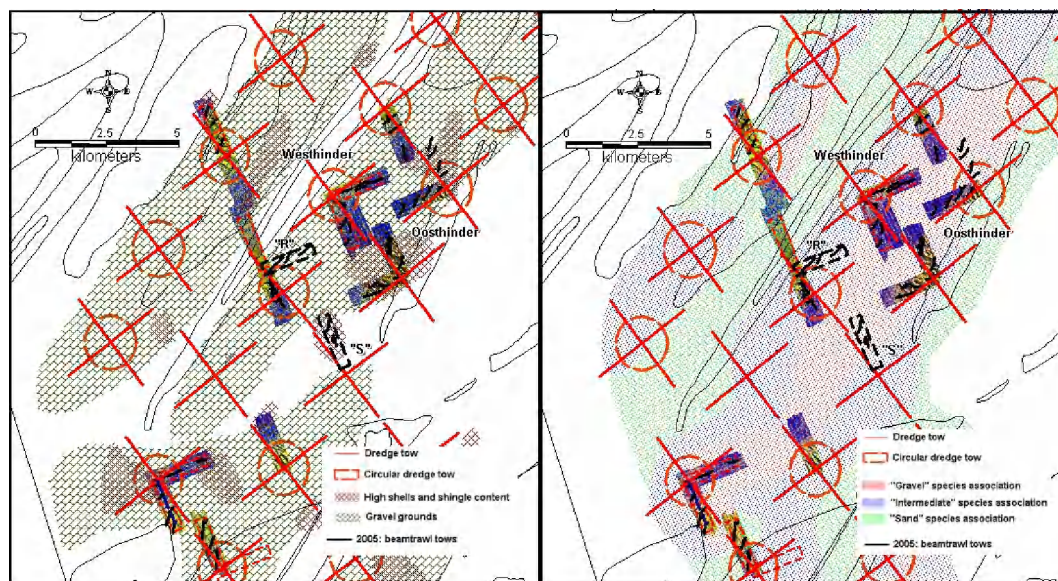 N
W E
S
0 2.5 5
kilometers
Westhinder
Oosthinder
"R"
"S"
Dredge tow
Circular dredge tow
High shells and shingle content
Gravel grounds
2005: beamtrawl tows
N
W E
S
0 2.5 5
kilometers
Westhinder
Oosthinder
"R"
"S"
Dredge tow
Circular dredge tow
"Gravel" species association
"Intermediate" species association
"Sand" species association
2005: beamtrawl tows